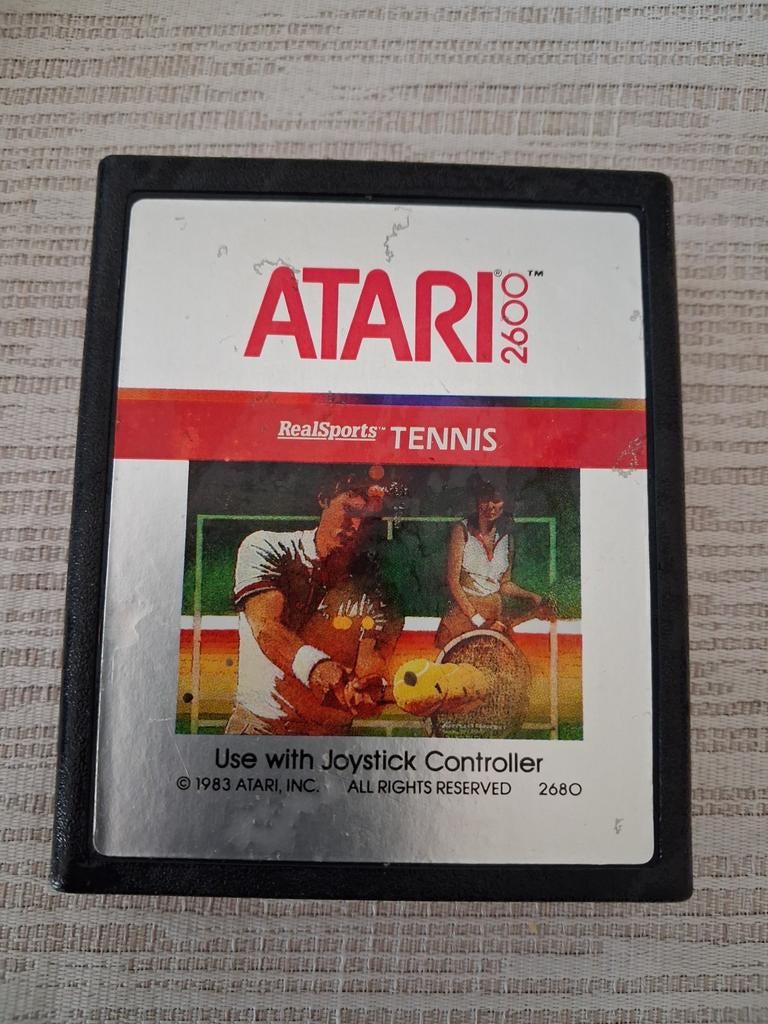 ATARI® 2600™
RealSports™ TENNIS
Use with Joystick Controller
© 1983 ATARI, INC. ALL RIGHTS RESERVED 2680